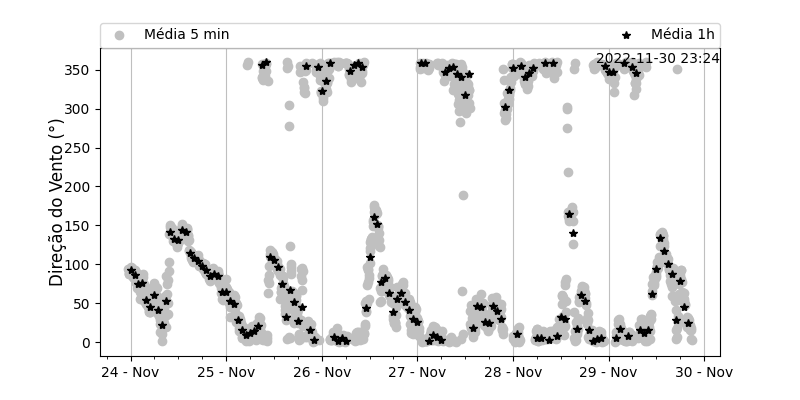 Média 5 min
Média 1h
2022-11-30 23:24
Direção do Vento (°)
350
300
250
200
150
100
50
0
24 - Nov
25 - Nov
26 - Nov
27 - Nov
28 - Nov
29 - Nov
30 - Nov